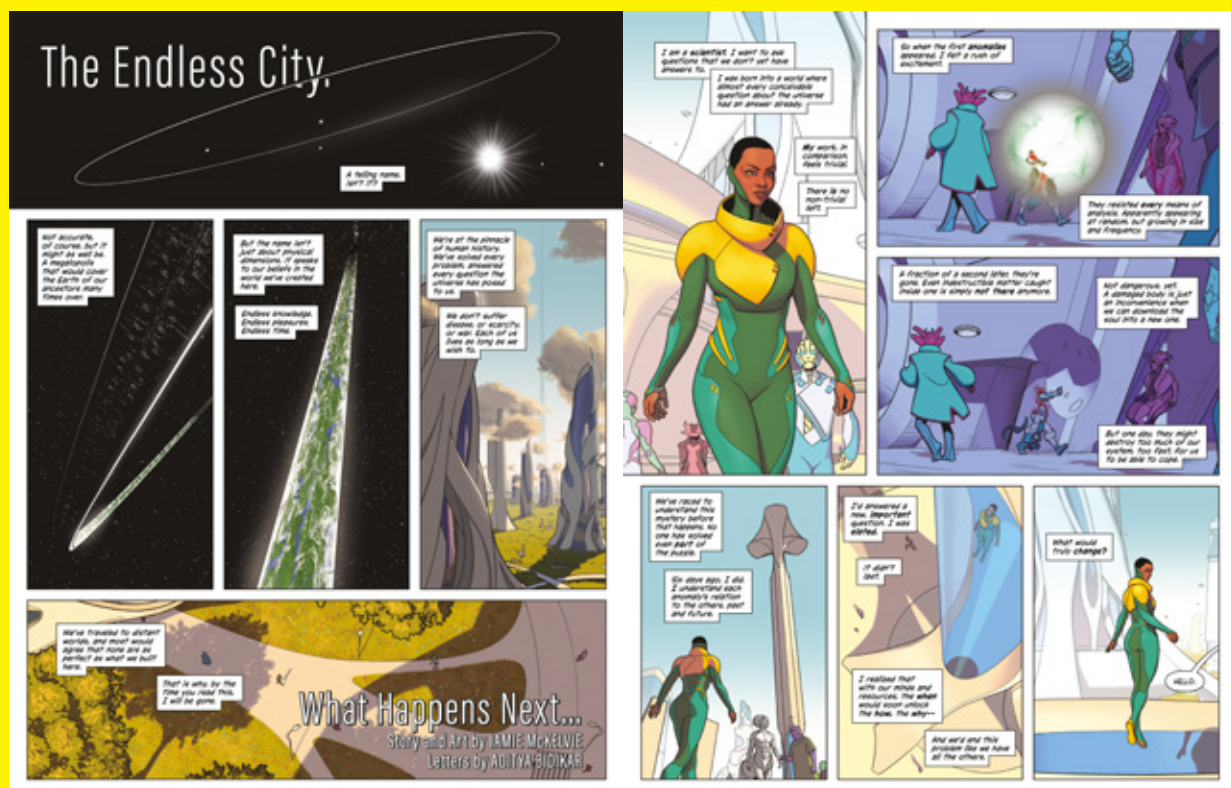 The Endless City.
A telling name,
isn't it?
Not accurate,
of course, but it
might as well be.
A megalopolis
that would cover
the Earth of our
ancestors many
times over.
But the name isn't
just about physical
dimensions. It speaks
to our beliefs in the
world we've created
here.
Endless knowledge.
Endless pleasures.
Endless time.
We're at the pinnacle
of human history.
We've solved every
problem, answered
every question the
universe has posed
to us.
We don't suffer
disease, or scarcity,
or war. Each of us
lives as long as we
wish to.
We've traveled to distant
worlds, and most would
agree that none are as
perfect as what we built
here.
That is why, by the
time you read this,
I will be gone.
What Happens Next...
Story and Art by JAMIE McKELVIE
Letters by ADITYA BIDIKAR
I am a scientist. I want to ask
questions that we don't yet have
answers to.
I was born into a world where
almost every conceivable
question about the universe
had an answer already.
My work, in
comparison,
feels trivial.
There is no
non-trivial
left.
So when the first anomalies
appeared, I felt a rush of
excitement.
They resisted every means of
analysis. Apparently appearing
at random, but growing in size
and frequency.
A fraction of a second later, they're
gone. Even indestructible matter caught
inside one is simply not there anymore.
Not dangerous, yet.
A damaged body is just
an inconvenience when
we can download the
soul into a new one.
But one day, they might
destroy too much of our
system, too fast, for us
to be able to cope.
We've raced to
understand this
mystery before
that happens. No
one has solved
even part of
the puzzle.
Six days ago, I did.
I understand each
anomaly's relation
to the others, past
and future.
I'd answered a
new, important
question. I was
elated.
It didn't
last.
I realized that
with our minds and
resources, the when
would soon unlock
the how. The why--
And we'd end this
problem like we have
all the others.
What would
truly change?
HELLO.